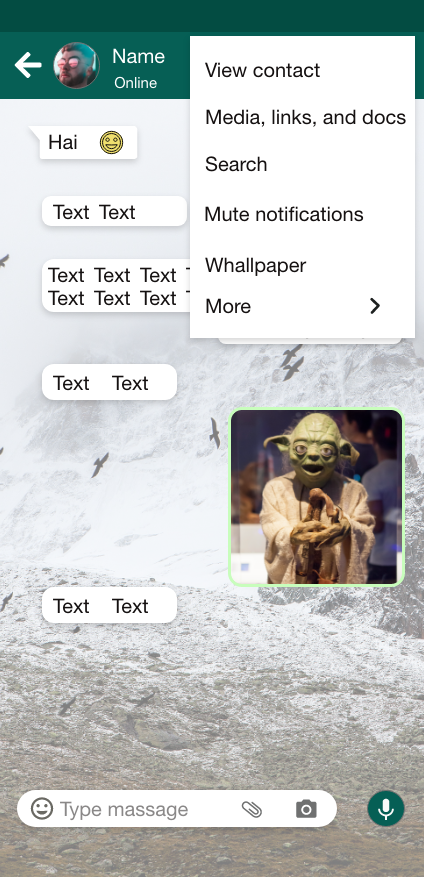 Name
Online
View contact
Media, links, and docs
Search
Mute notifications
Whallpaper
More
Hai
Text Text
Text Text Text
Text Text Text
Text Text
Text Text
Type massage